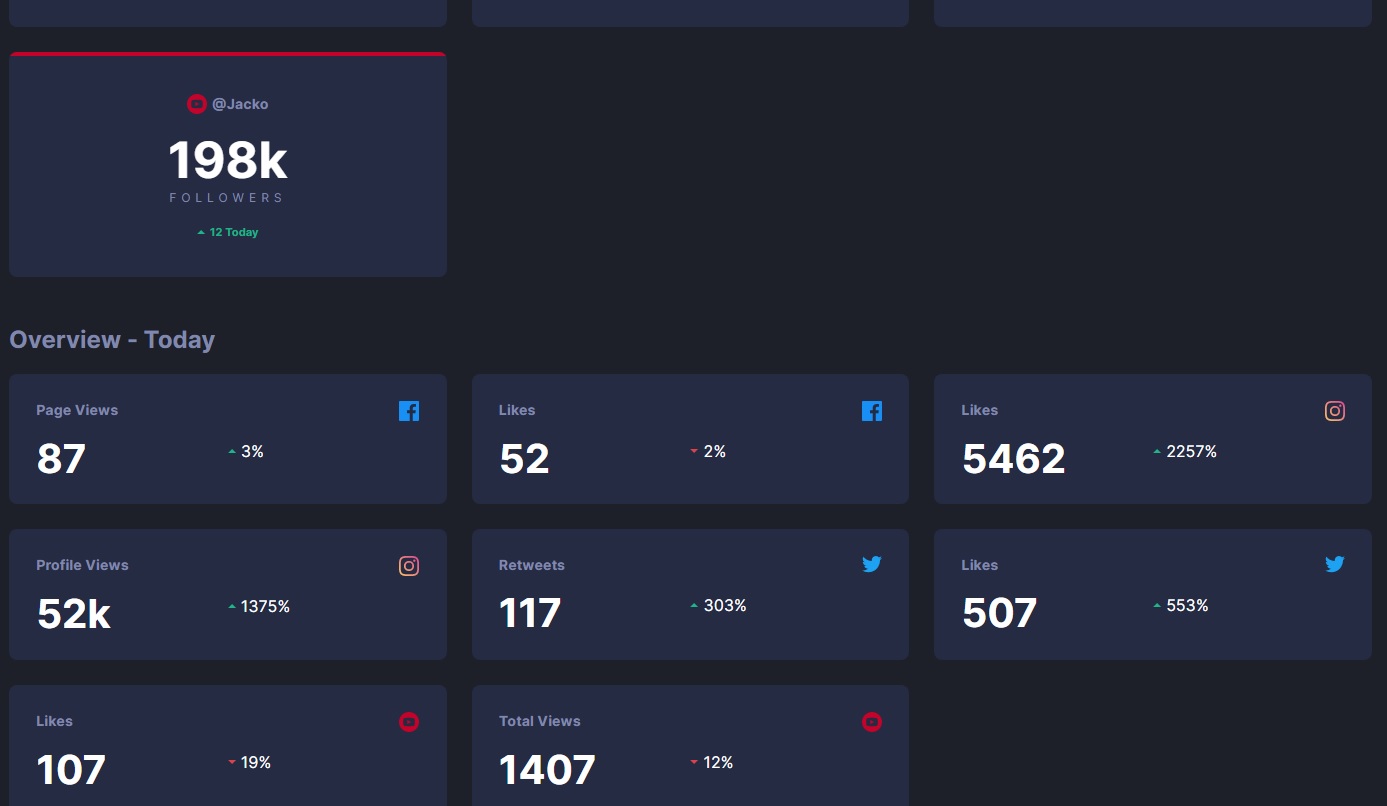 @Jacko
198k
FOLLOWERS
12 Today
Overview - Today
Page Views
87
3%
Likes
52
2%
Likes
5462
2257%
Profile Views
52k
1375%
Retweets
117
303%
Likes
507
553%
Likes
107
19%
Total Views
1407
12%